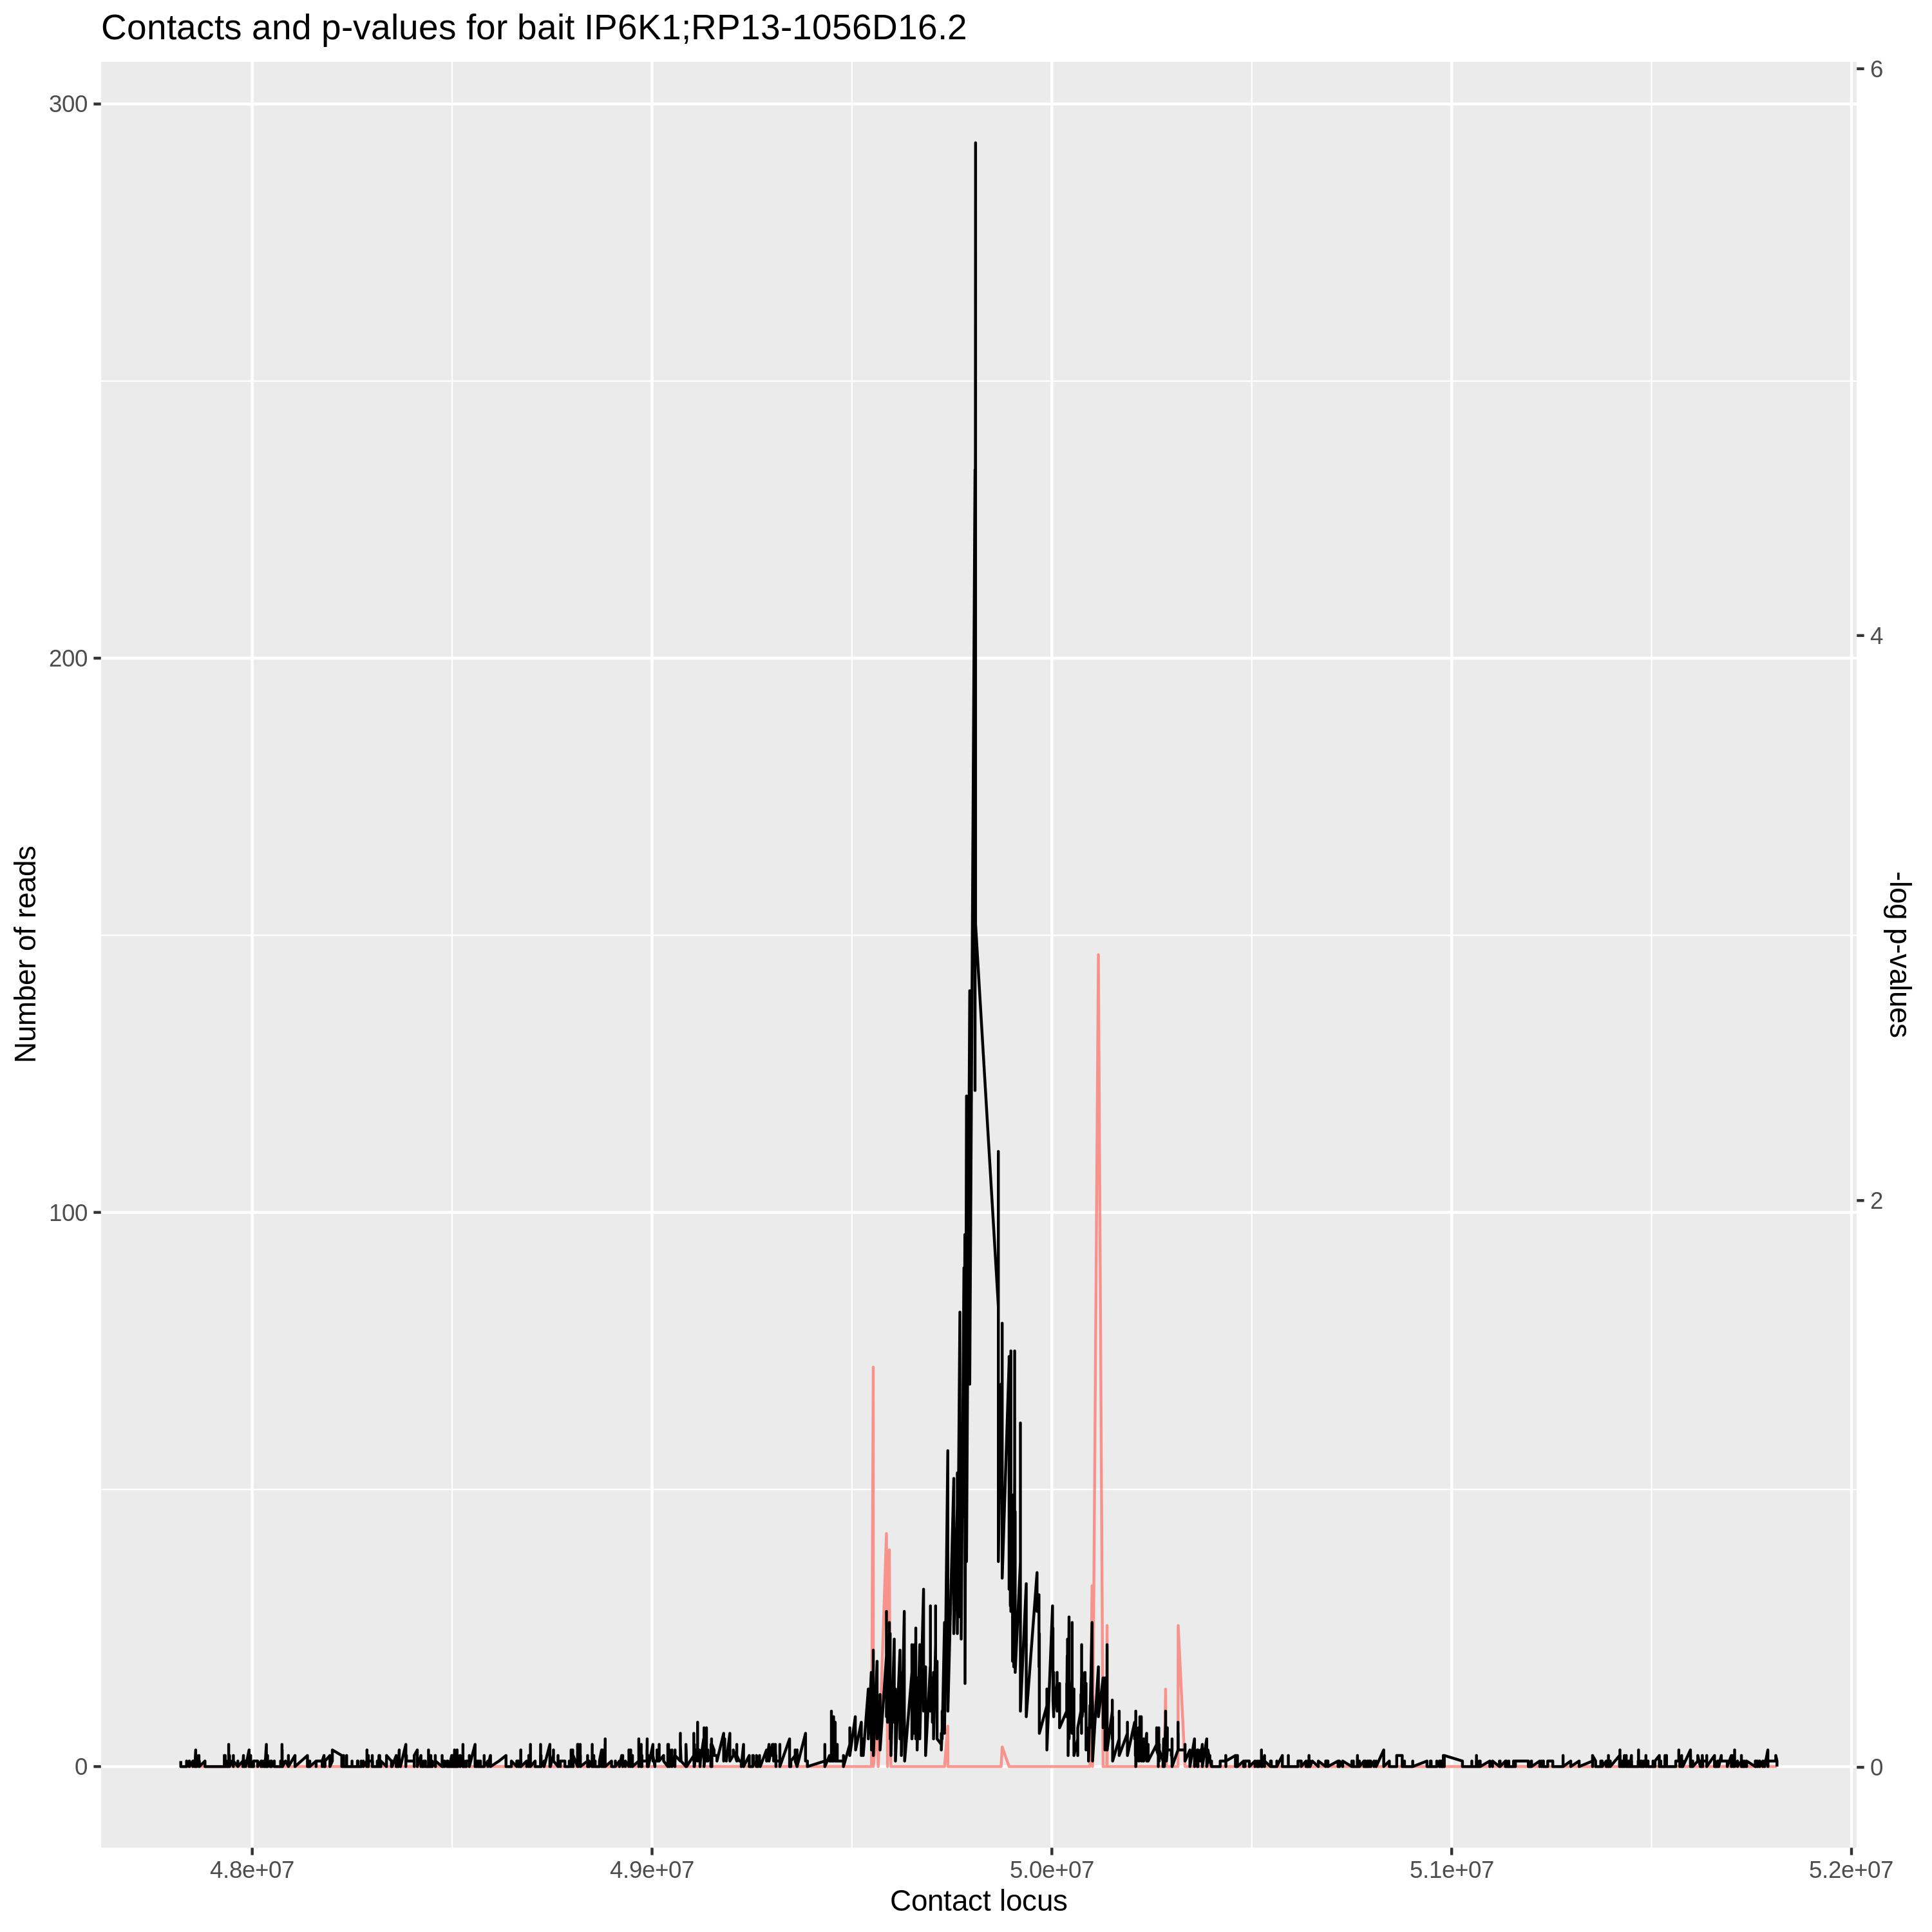 Contacts and p-values for bait IP6K1;RP13-1056D16.2
300
200
100
0
6
4
2
0
Number of reads
-log p-values
4.8e+07
4.9e+07
5.0e+07
5.1e+07
5.2e+07
Contact locus